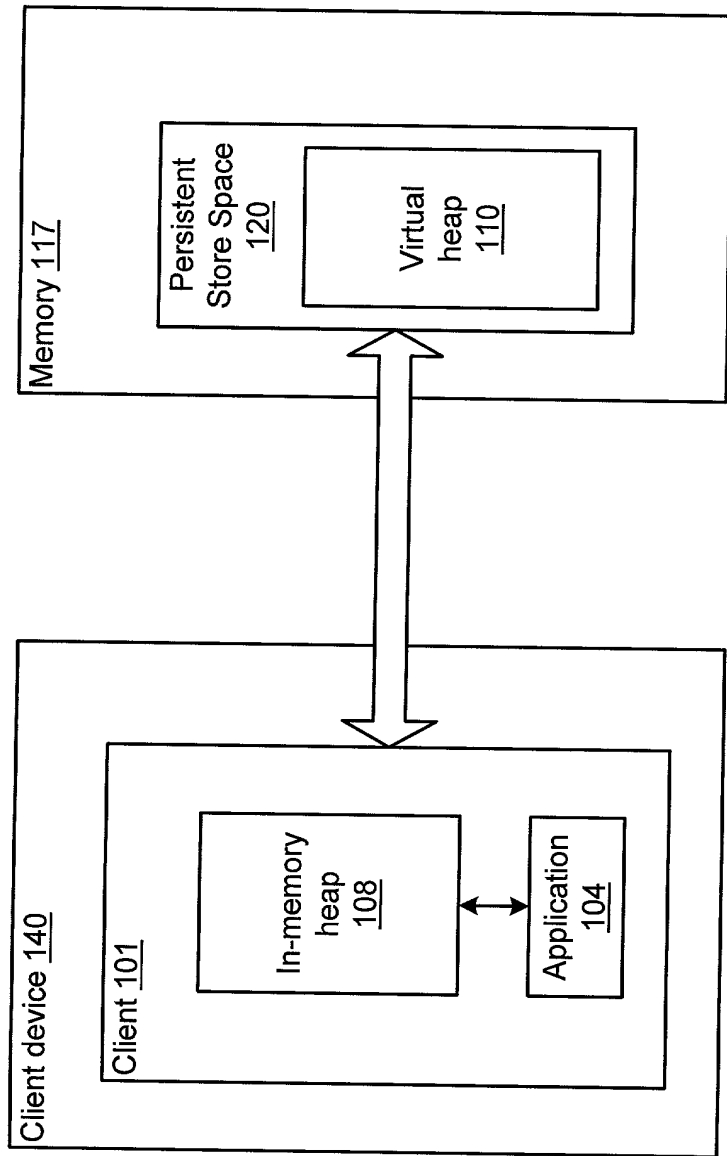 Client device 140
Client 101
In-memory
heap
108
Application
104
Memory 117
Persistent
Store Space
120
Virtual
heap
110